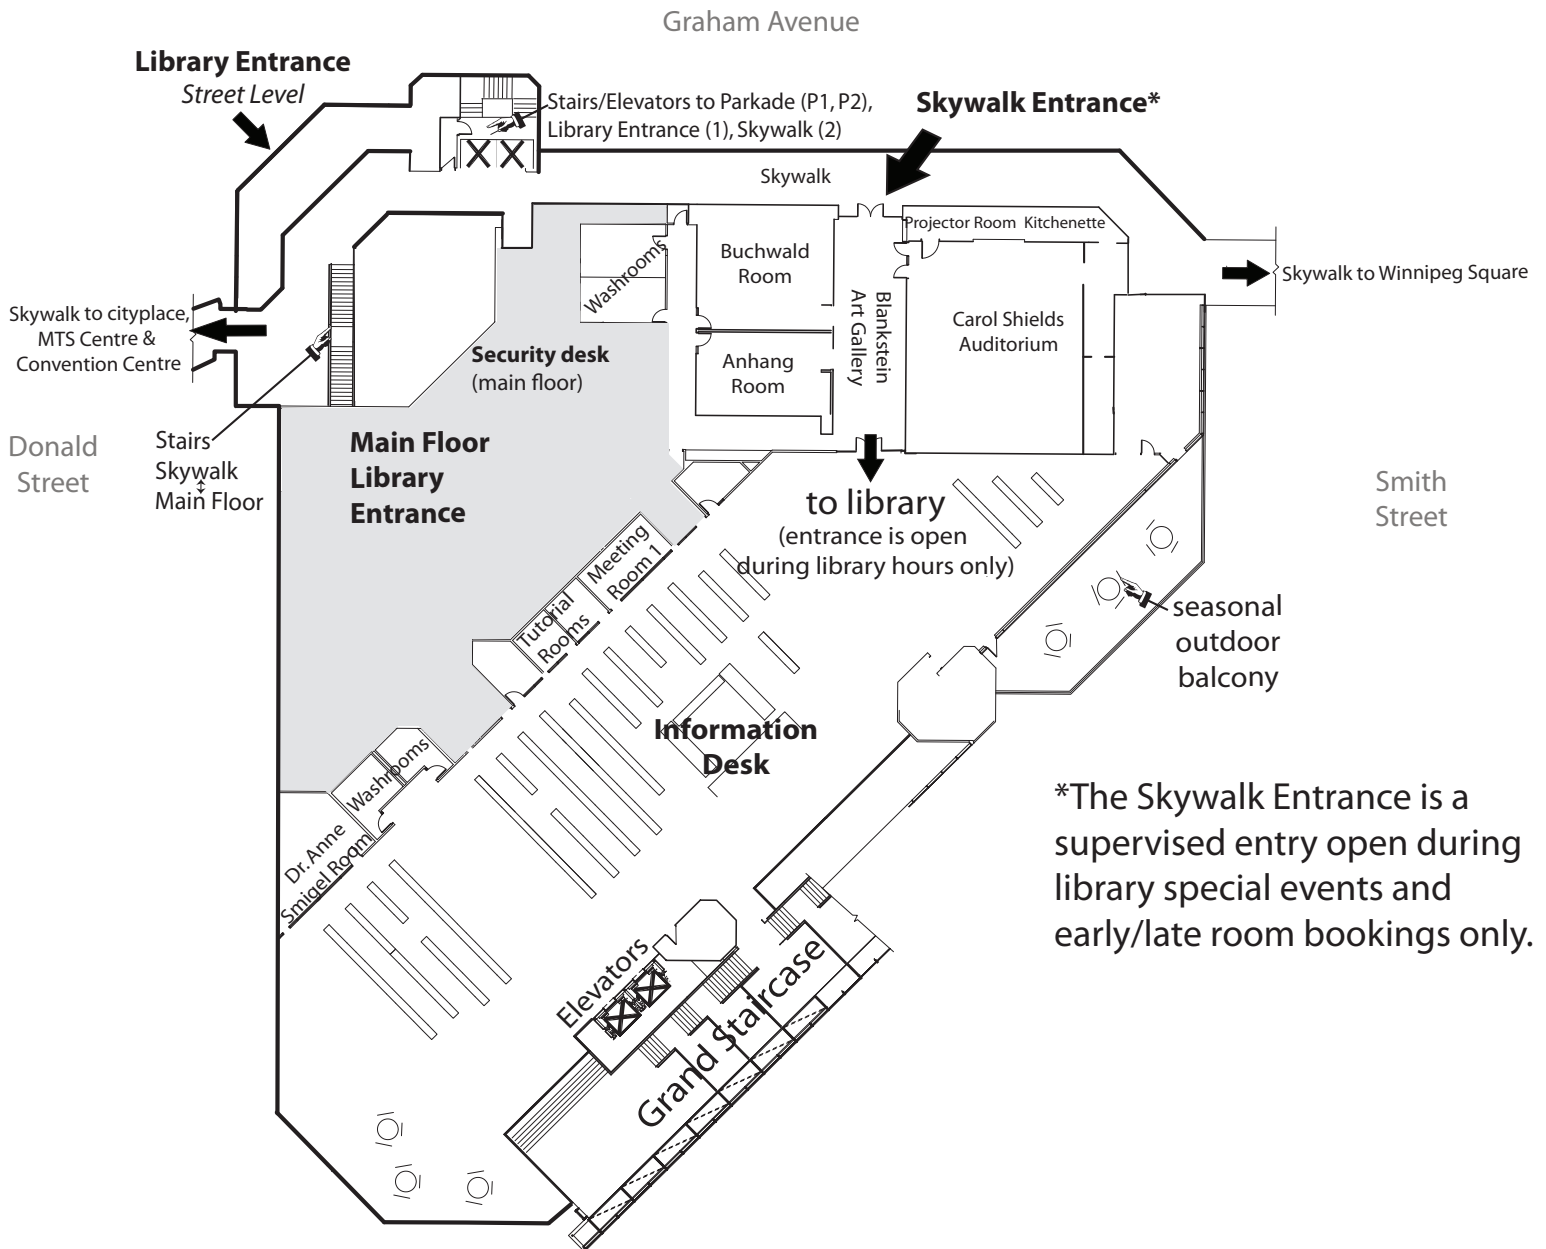 Graham Avenue
Library Entrance
Street Level
Stairs/Elevators to Parkade (P1, P2),
Library Entrance (1), Skywalk (2)
Skywalk Entrance*
Skywalk
Projector Room Kitchenette
Buchwald
Room
Washrooms
Blankstein
Art Gallery
Carol Shields
Auditorium
Skywalk to Winnipeg Square
Skywalk to cityplace,
MTS Centre &
Convention Centre
Security desk
(main floor)
Anhang
Room
Donald
Street
Stairs
Skywalk
Main Floor
Main Floor
Library
Entrance
to library
(entrance is open
during library hours only)
Smith
Street
Meeting
Room 1
Tutorial
Rooms
seasonal
outdoor
balcony
Information
Desk
Washrooms
Dr. Anne
Smigel Room
*The Skywalk Entrance is a
supervised entry open during
library special events and
early/late room bookings only.
Elevators
Grand Staircase